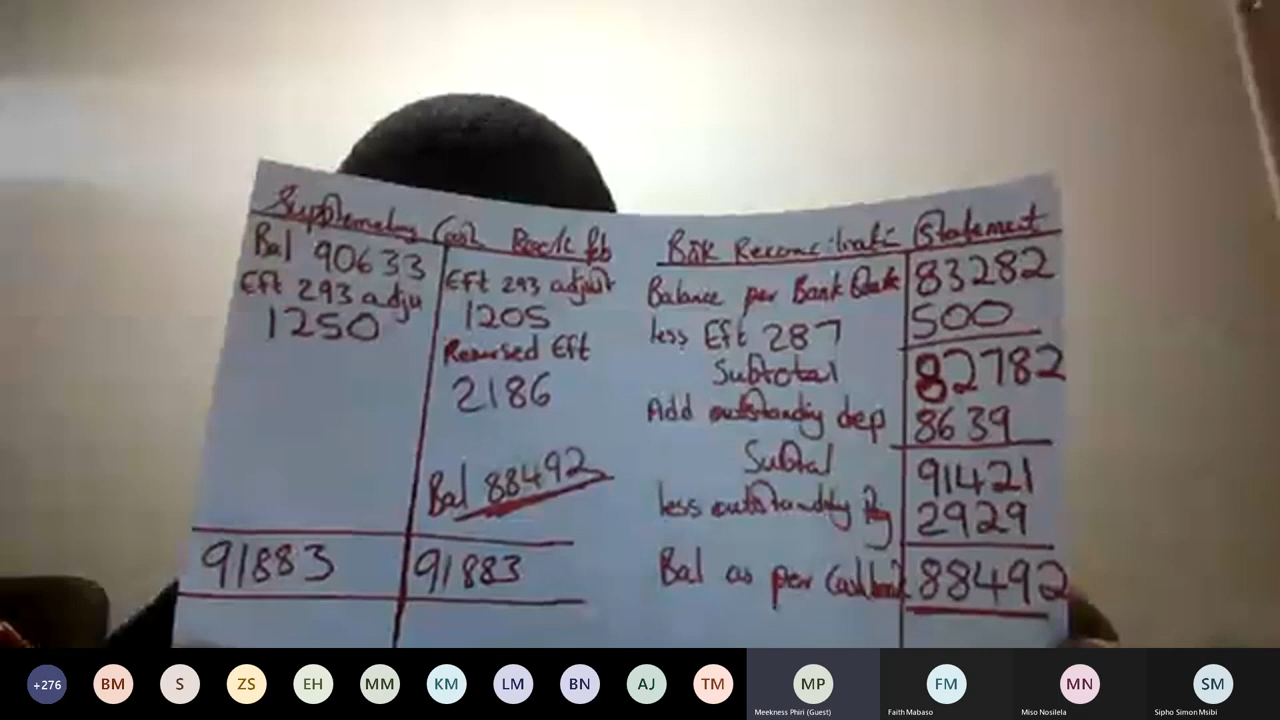 Supplementary Cash Book feb
Bal 90633
Eft 293 adju
1250
Eft 293 adjust
1205
Reversed Eft
2186
Bal 88492
91883
91883
Bank Reconciliation Statement
Balance per Bank 83282
less Eft 287 500
Subtotal 82782
Add outstanding dep 8639
Subtal 91421
less outstanding 2929
Bal as per Cashbook 88492
+276
BM
S
ZS
EH
MM
KM
LM
BN
AJ
TM
MP
Meekness Phiri (Guest)
FM
Faith Mabaso
MN
Miso Nosilela
SM
Sipho Simon Msibi